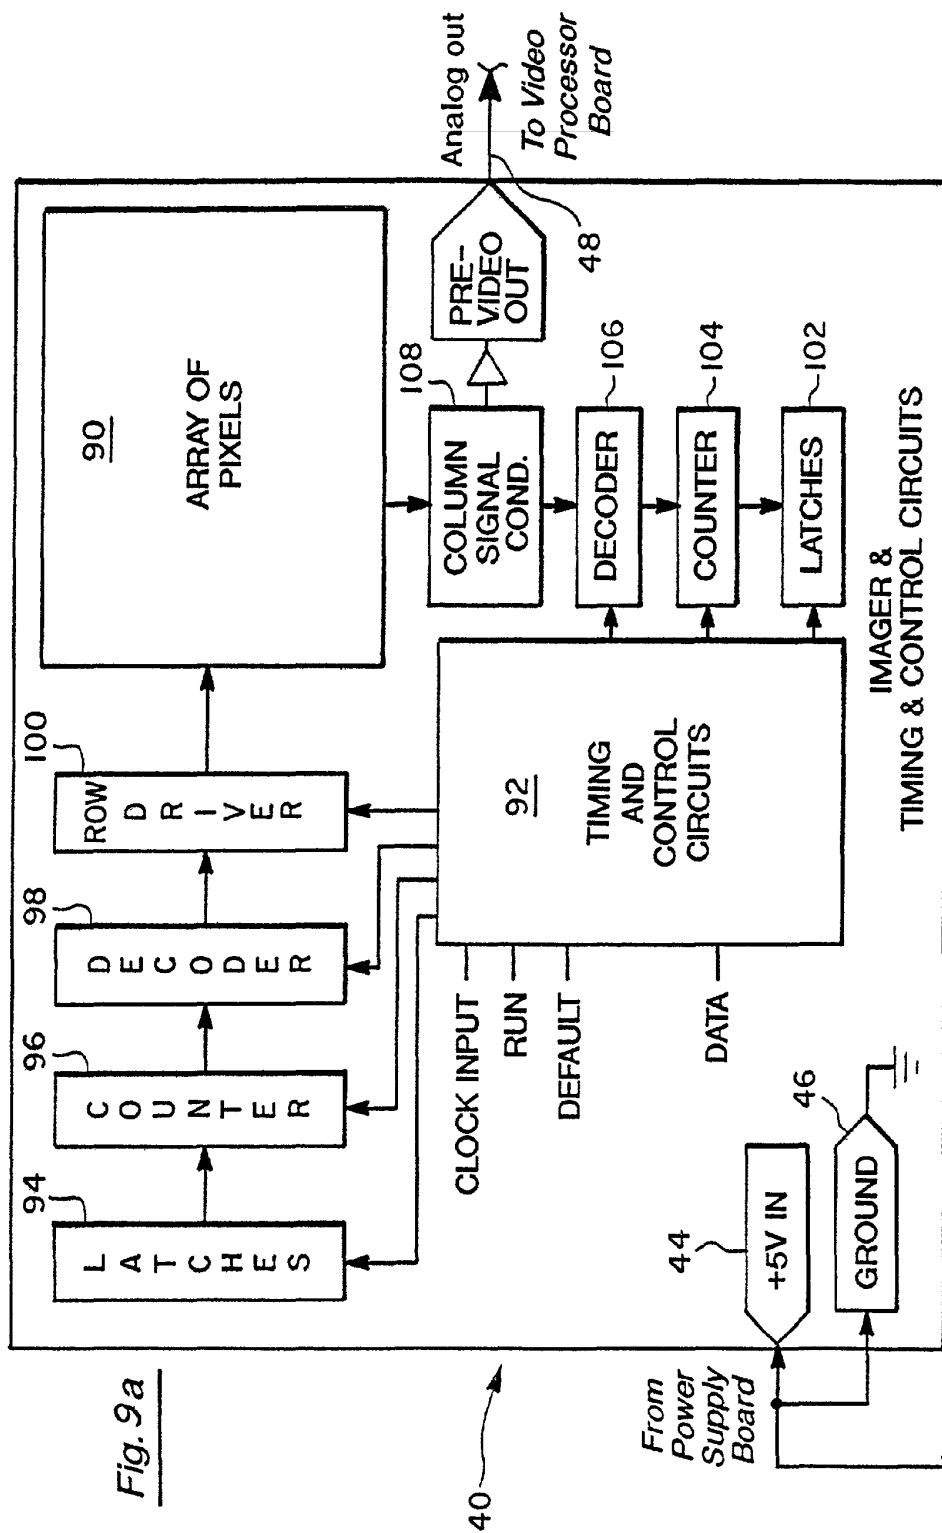 Fig. 9a
40
94
LATCHES
96
COUNTER
98
DECODER
100
ROW
DRIVER
90
ARRAY OF
PIXELS
CLOCK INPUT
RUN
DEFAULT
DATA
92
TIMING
AND
CONTROL
CIRCUITS
108
COLUMN
SIGNAL
COND.
PRE-
VIDEO
OUT
48
Analog out
To Video
Processor
Board
DECODER
106
COUNTER
104
LATCHES
102
From
Power
Supply
Board
44
+5V IN
46
GROUND
IMAGER &
TIMING & CONTROL CIRCUITS